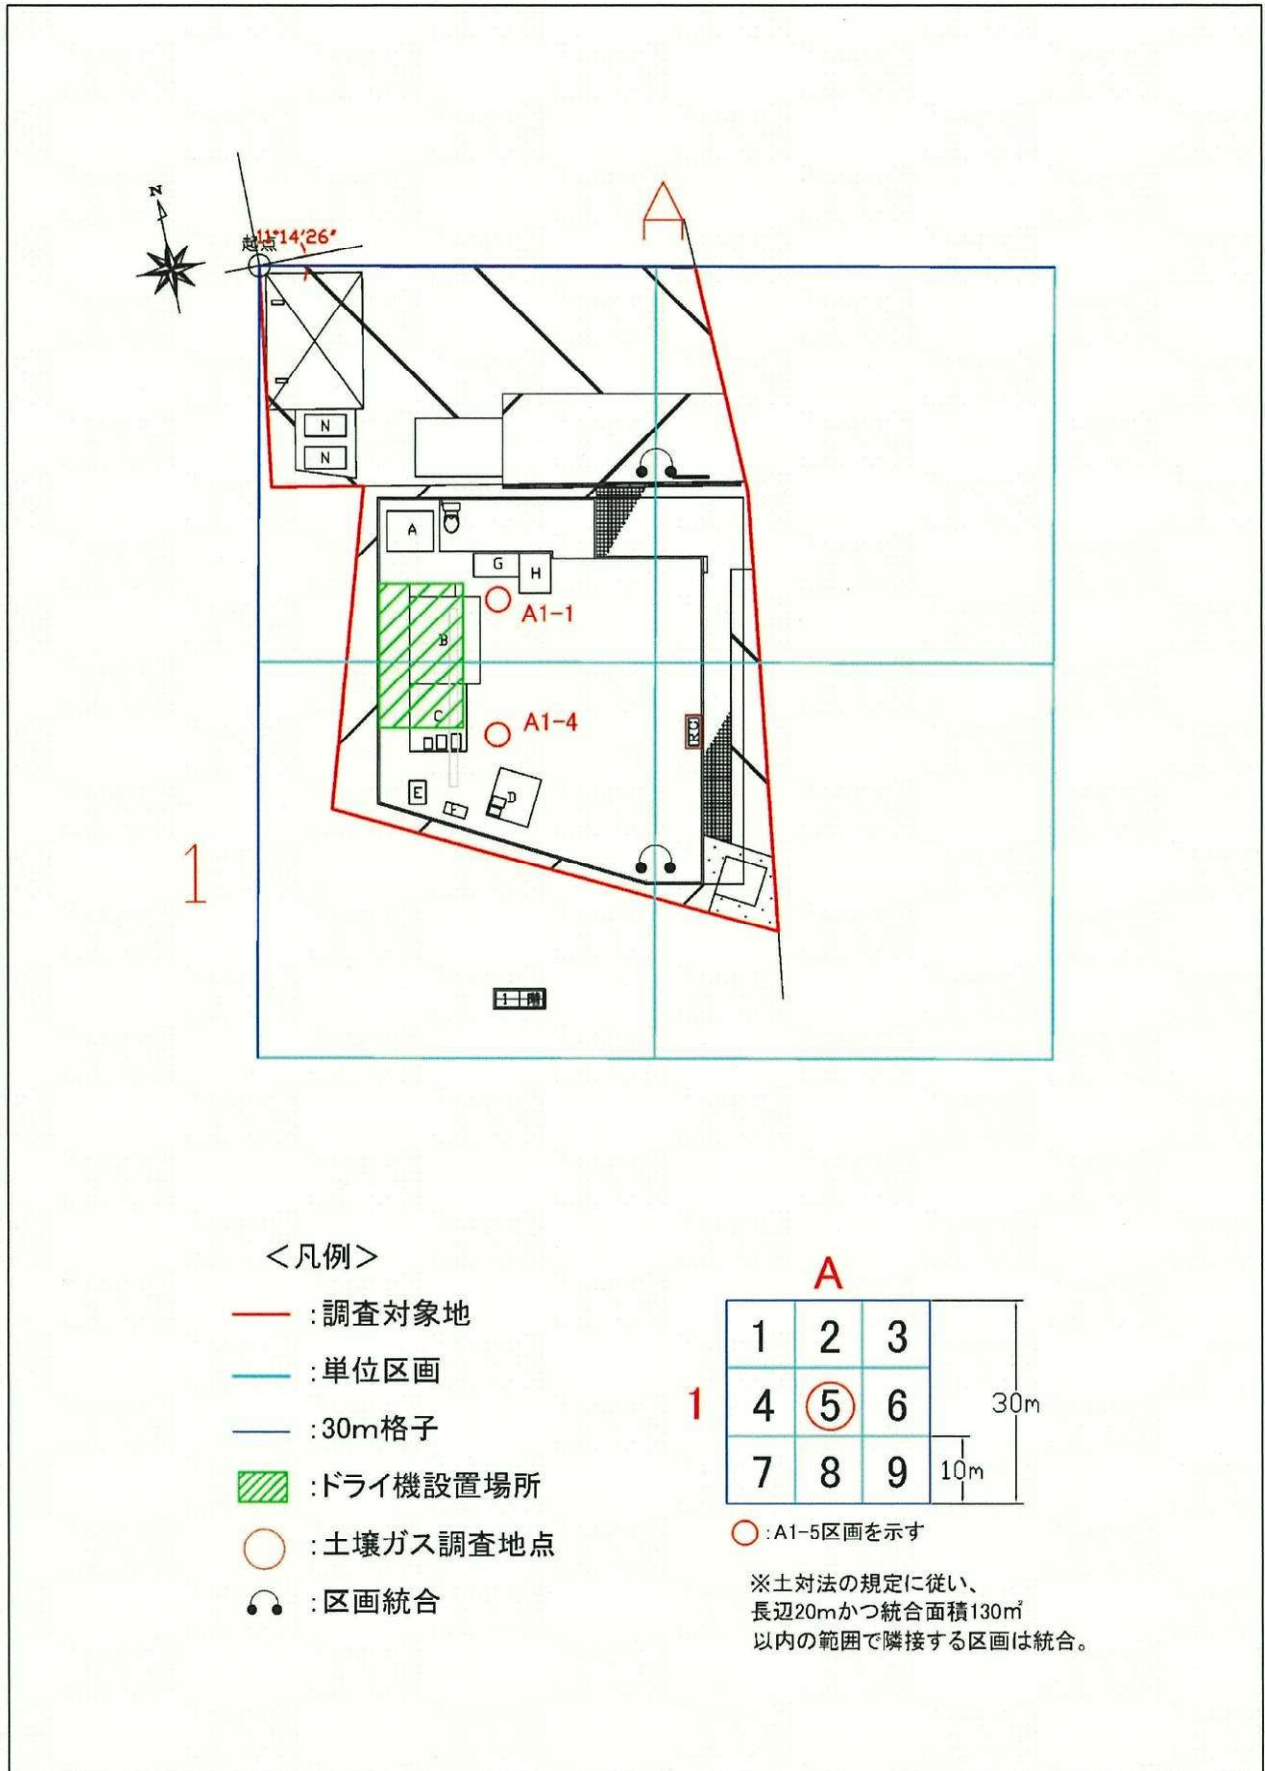 N
起点
11°14'26"
A
N
N
A
G
H
A1-1
B
C
A1-4
RC
E
F
D
1
1階
<凡例>
:調査対象地
:単位区画
:30m格子
:ドライ機設置場所
:土壌ガス調査地点
:区画統合
A
1 2 3
1
4 5 6
7 8 9
30m
10m
:A1-5区画を示す
※土対法の規定に従い、
長辺20mかつ統合面積130㎡
以内の範囲で隣接する区画は統合。